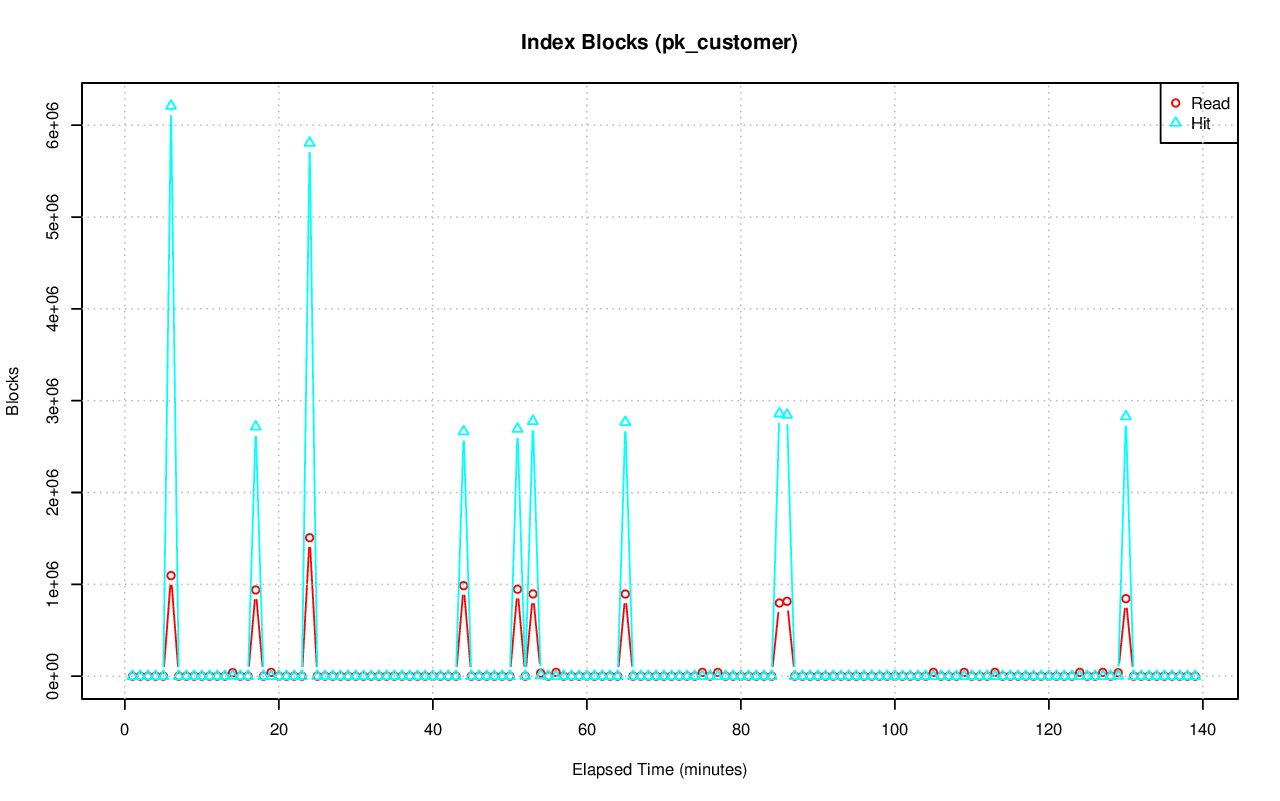 Index Blocks (pk_customer)
Read
Hit
6e+06
5e+06
4e+06
3e+06
2e+06
1e+06
0e+00
Blocks
0 20 40 60 80 100 120 140
Elapsed Time (minutes)